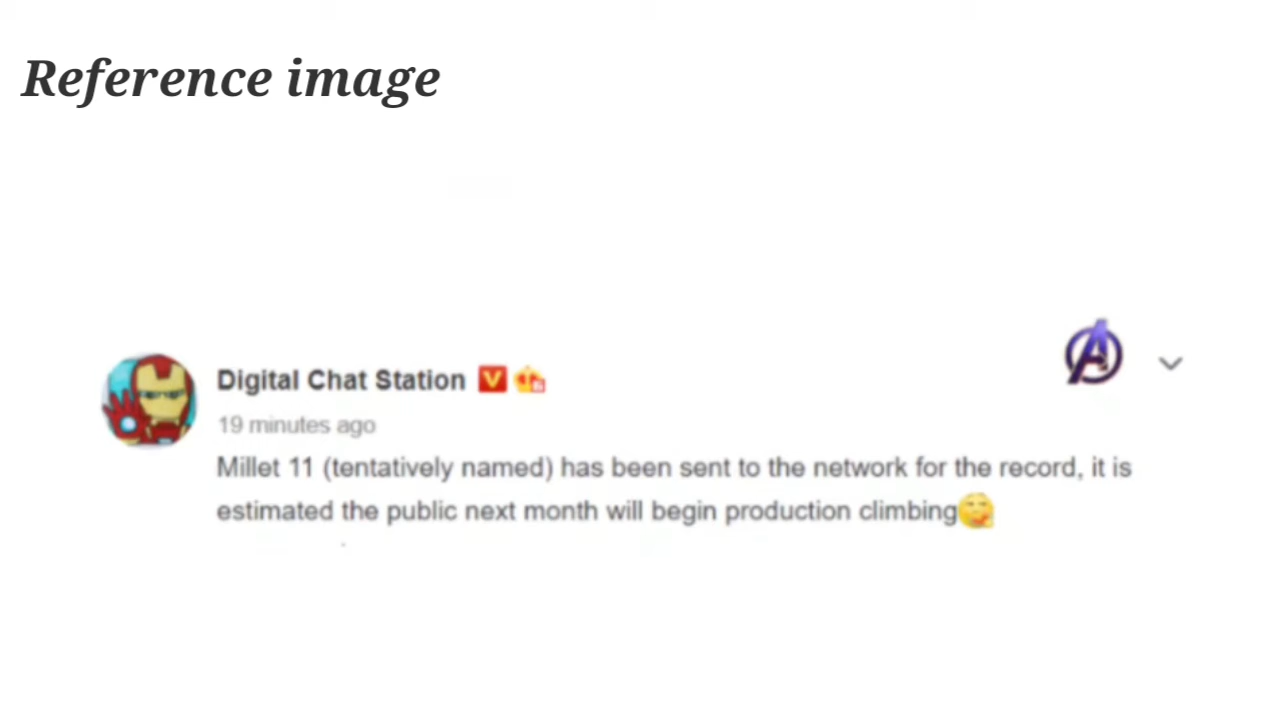 Reference image
Digital Chat Station
19 minutes ago
Millet 11 (tentatively named) has been sent to the network for the record, it is
estimated the public next month will begin production climbing